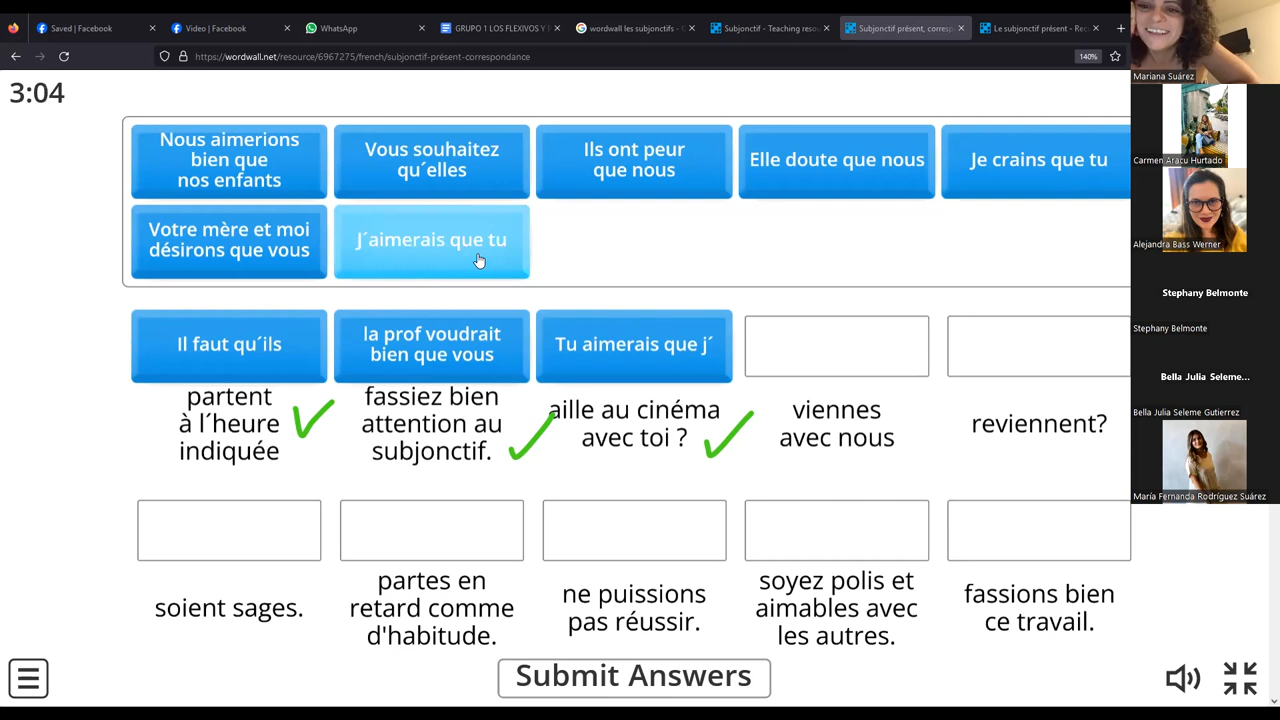 Saved | Facebook
Video | Facebook
WhatsApp
GRUPO 1 LOS FLEXIVOS Y
wordwall les subjonctifs -
Subjonctif - Teaching reso
Subjonctif présent, corresp
Le subjonctif présent - Rec
https://wordwall.net/resource/6967275/french/subjonctif-présent-correspondance
140%
3:04
Nous aimerions
bien que
nos enfants
Vous souhaitez
qu´elles
Ils ont peur
que nous
Elle doute que nous
Je crains que tu
Votre mère et moi
désirons que vous
J´aimerais que tu
Il faut qu´ils
la prof voudrait
bien que vous
Tu aimerais que j´
partent
à l´heure
indiquée
fassiez bien
attention au
subjonctif.
aille au cinéma
avec toi ?
viennes
avec nous
reviennent?
soient sages.
partes en
retard comme
d'habitude.
ne puissions
pas réussir.
soyez polis et
aimables avec
les autres.
fassions bien
ce travail.
Submit Answers
Mariana Suárez
Carmen Aracu Hurtado
Alejandra Bass Werner
Stephany Belmonte
Stephany Belmonte
Bella Julia Seleme...
Bella Julia Seleme Gutierrez
María Fernanda Rodríguez Suárez